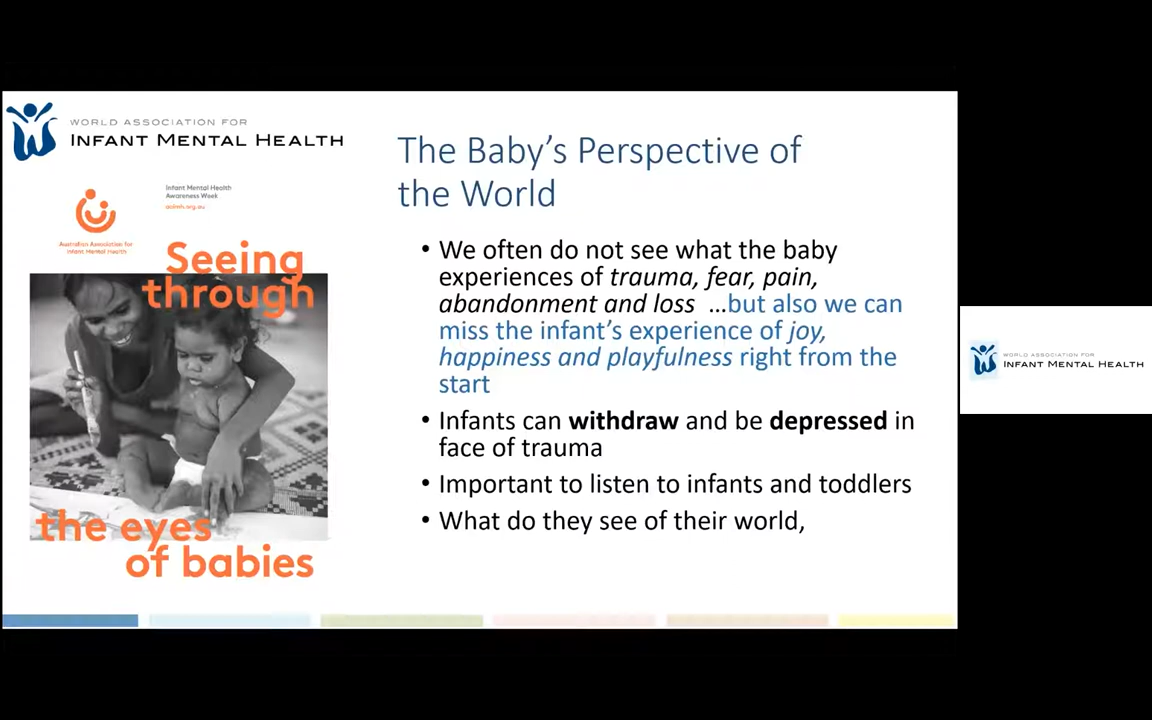 WORLD ASSOCIATION FOR
INFANT MENTAL HEALTH
Infant Mental Health
Awareness Week
aaimh.org.au
Australian Association for
Infant Mental Health
Seeing
through
the eyes
of babies
The Baby's Perspective of
the World
• We often do not see what the baby
experiences of trauma, fear, pain,
abandonment and loss …but also we can
miss the infant's experience of joy,
happiness and playfulness right from the
start
• Infants can withdraw and be depressed in
face of trauma
• Important to listen to infants and toddlers
• What do they see of their world,
WORLD ASSOCIATION FOR
INFANT MENTAL HEALTH